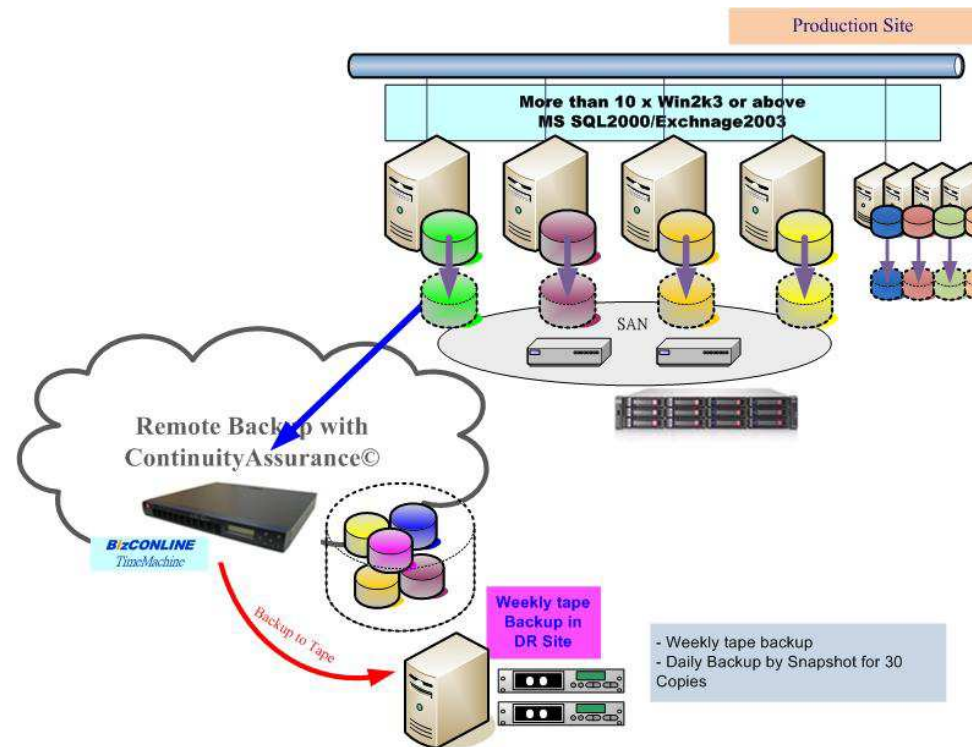 Production Site
More than 10 x Win2k3 or above
MS SQL2000/Exchnage2003
SAN
Remote Backup with
ContinuityAssurance©
BizCONLINE
TimeMachine
Backup to Tape
Weekly tape
Backup in
DR Site
- Weekly tape backup
- Daily Backup by Snapshot for 30
Copies